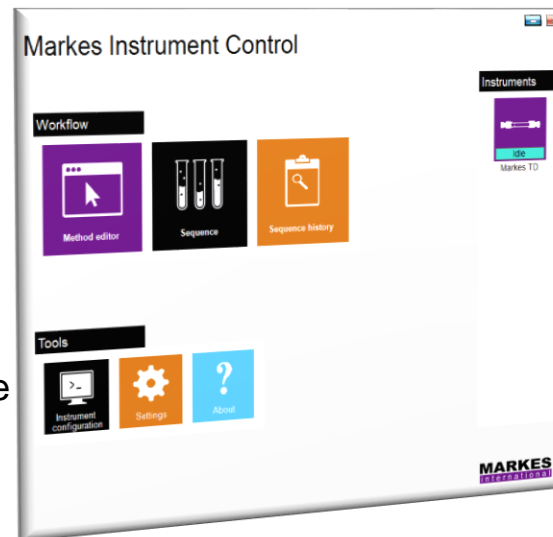 Markes Instrument Control
Instruments
Idle
Markes TD
Workflow
Method editor
Sequence
Sequence history
Tools
>_
Instrument
configuration
Settings
?
About
e
MARKES
international